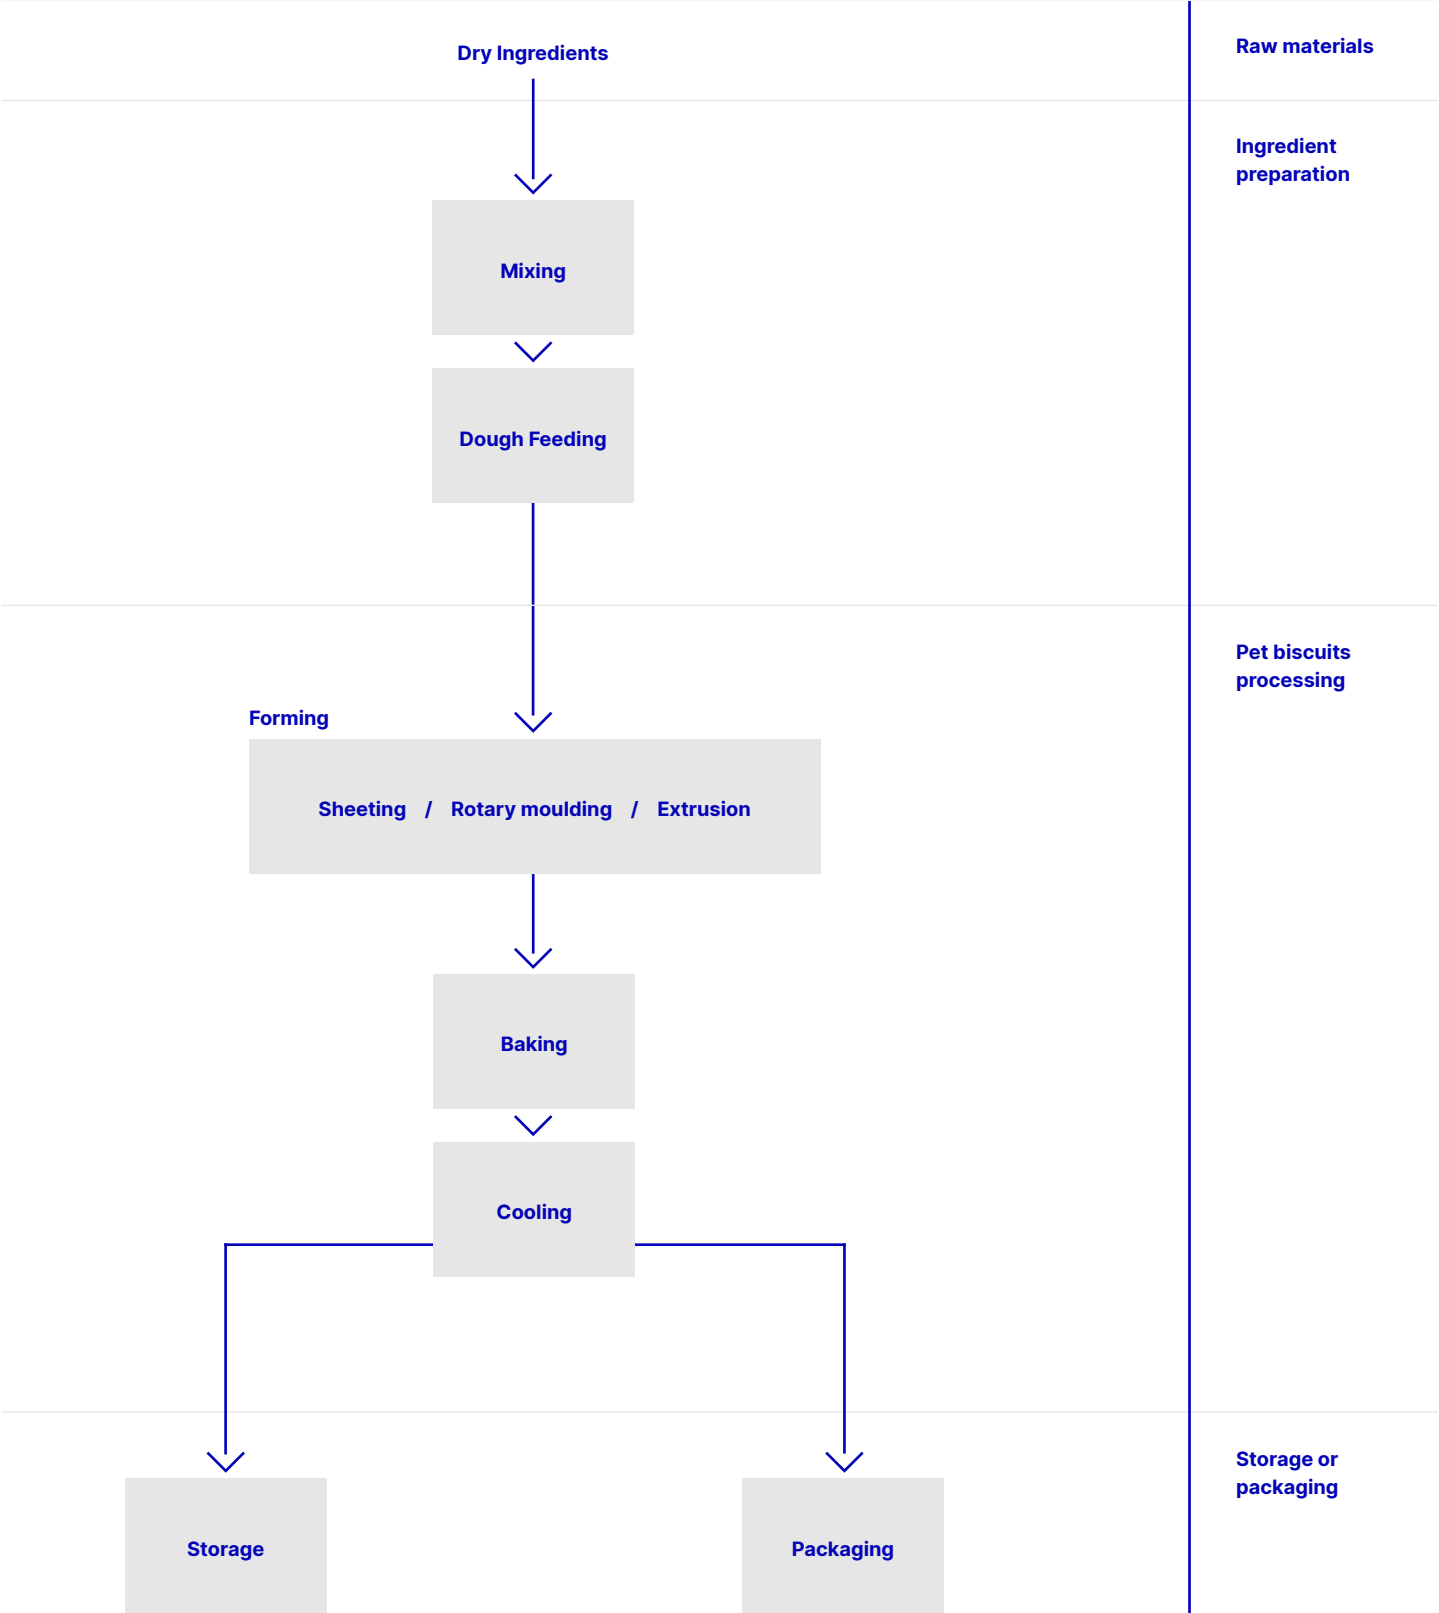 Dry Ingredients
Raw materials
Ingredient
preparation
Mixing
Dough Feeding
Pet biscuits
processing
Forming
Sheeting / Rotary moulding / Extrusion
Baking
Cooling
Storage or
packaging
Storage
Packaging